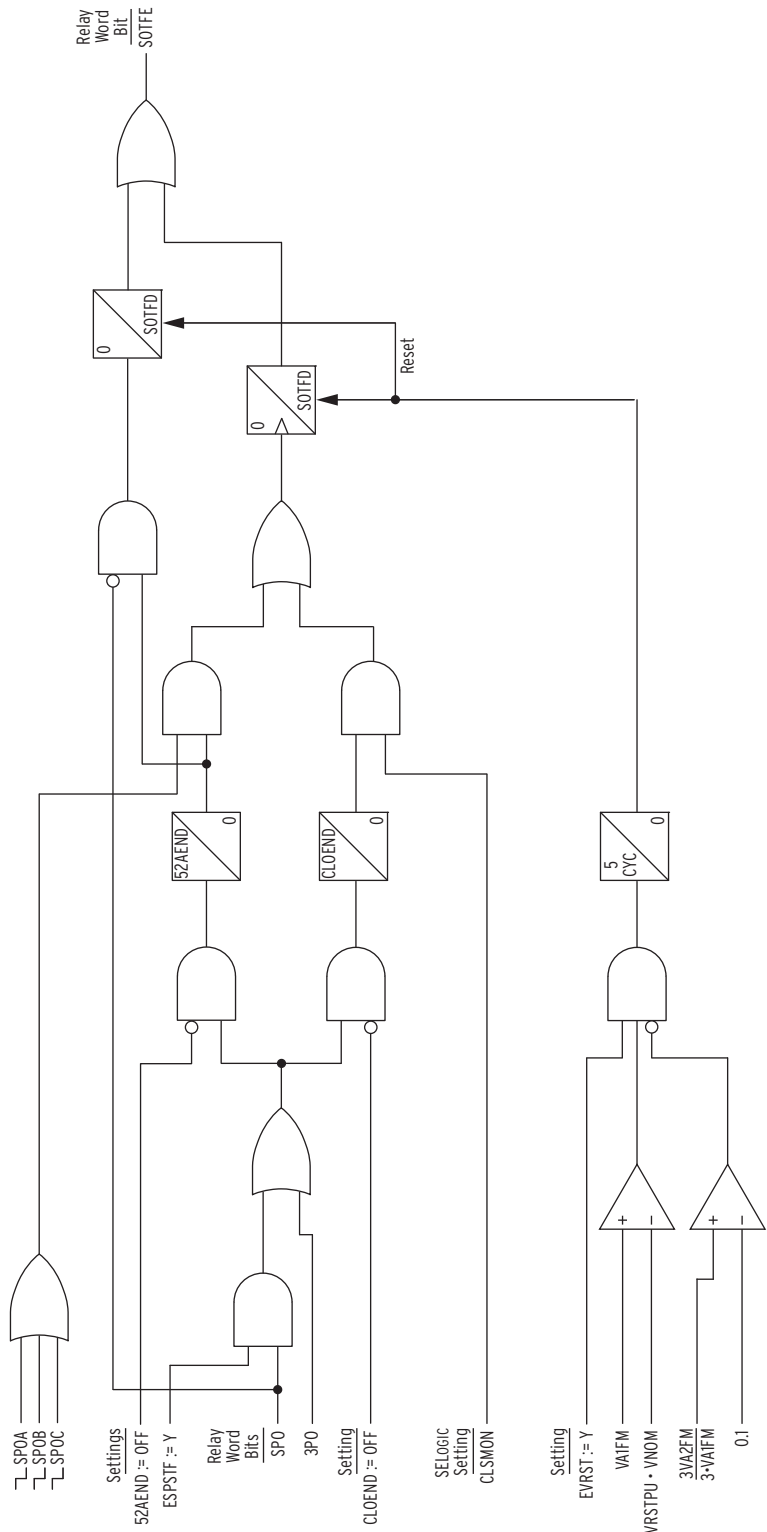 SPOA
SPOB
SPOC
Settings
52AEND := OFF
ESPSTF := Y
Relay
Word
Bits
SPO
3PO
Setting
CLOEND := OFF
SELOGIC
Setting
CLSMON
Setting
EVRST := Y
VA1FM
VRSTPU • VNOM
3VA2FM
3•VA1FM
0.1
+
−
+
−
52AEND
0
CLOEND
0
5
CYC
0
0
SOTFD
0
SOTFD
Reset
Relay
Word
Bit
SOTFE